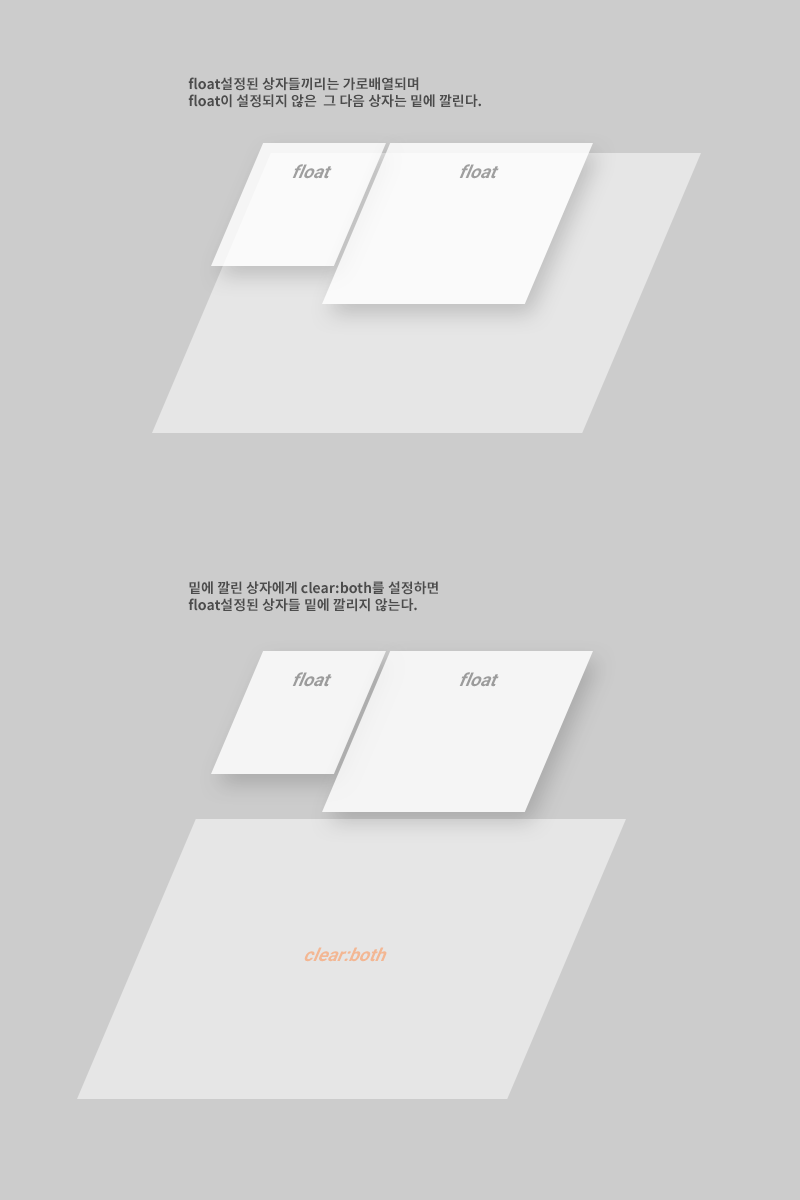 float설정된 상자들끼리는 가로배열되며
float이 설정되지 않은  그 다음 상자는 밑에 깔린다.
float
float
밑에 깔린 상자에게 clear:both를 설정하면
float설정된 상자들 밑에 깔리지 않는다.
float
float
clear:both